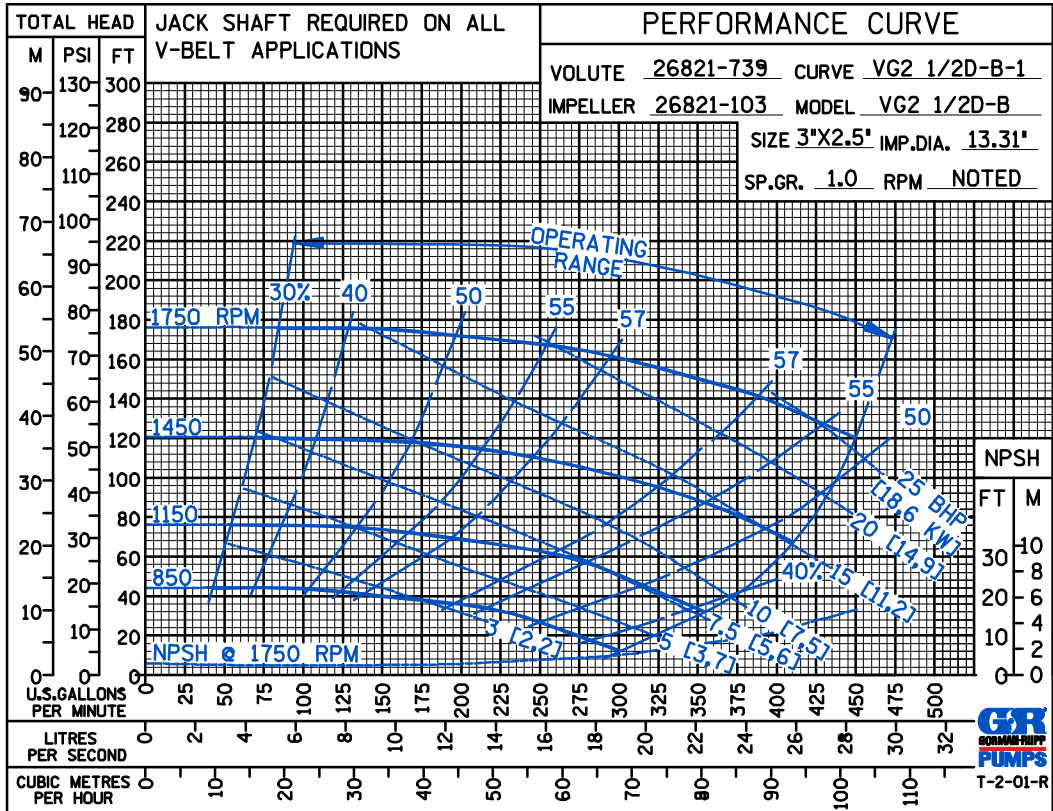 TOTAL HEAD
M PSI FT
JACK SHAFT REQUIRED ON ALL
V-BELT APPLICATIONS
PERFORMANCE CURVE
VOLUTE 26821-739 CURVE VG2 1/2D-B-1
IMPELLER 26821-103 MODEL VG2 1/2D-B
SIZE 3"X2.5" IMP.DIA. 13.31"
SP.GR. 1.0 RPM NOTED
90
80
70
60
50
40
30
20
10
0
130
120
110
100
90
80
70
60
50
40
30
20
10
0
300
280
260
240
220
200
180
160
140
120
100
80
60
40
20
0
OPERATING
RANGE
30% 40 50 55 57
57
55
50
40%
1750 RPM
1450
1150
850
NPSH @ 1750 RPM
25 BHP
[18,6 KW]
20 [14,9]
15 [11,2]
10 [7,5]
7.5 [5,6]
5 [3,7]
3 [2,2]
NPSH
FT M
30
20
10
0
10
8
6
4
2
0
U.S.GALLONS
PER MINUTE
0 25 50 75 100 125 150 175 200 225 250 275 300 325 350 375 400 425 450 475 500
LITRES
PER SECOND
0 2 4 6 8 10 12 14 16 18 20 22 24 26 28 30 32
CUBIC METRES
PER HOUR
0 10 20 30 40 50 60 70 80 90 100 110
GR
GORMAN-RUPP
PUMPS
T-2-01-R